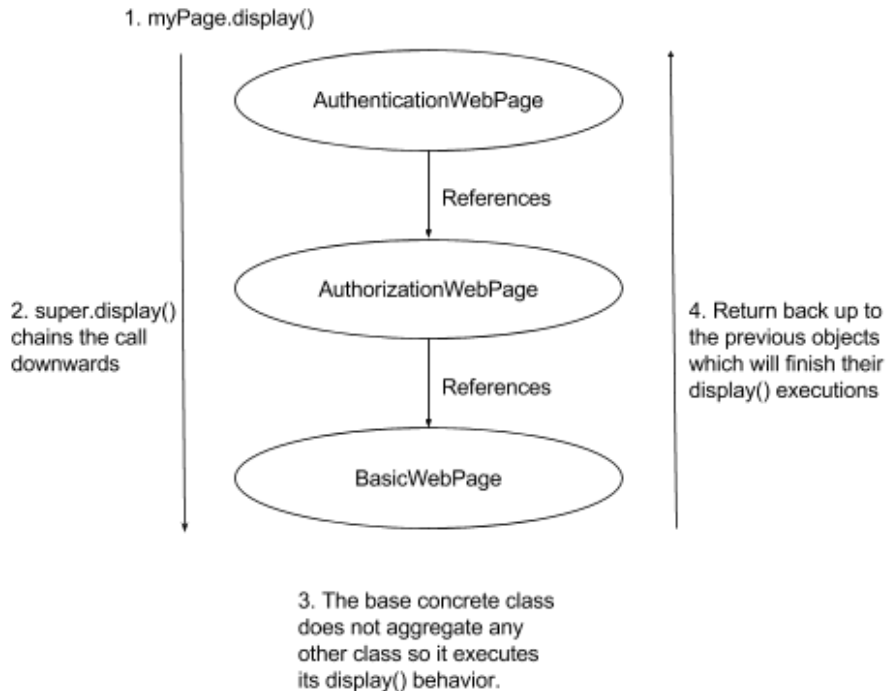 1. myPage.display()
AuthenticationWebPage
References
AuthorizationWebPage
2. super.display()
chains the call
downwards
4. Return back up to
the previous objects
which will finish their
display() executions
References
BasicWebPage
3. The base concrete class
does not aggregate any
other class so it executes
its display() behavior.